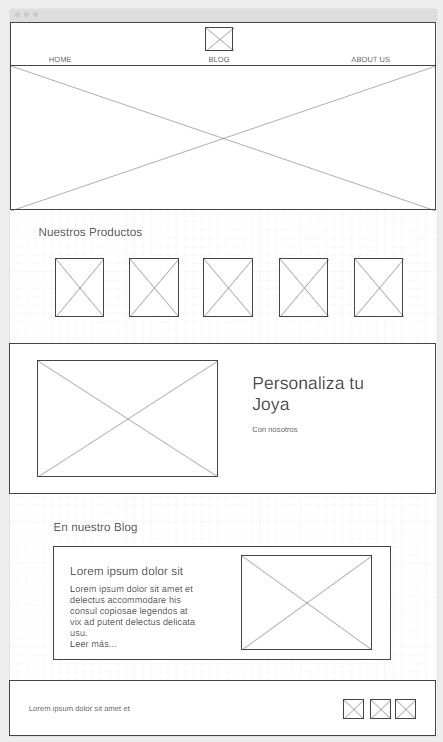 HOME
BLOG
ABOUT US
Nuestros Productos
Personaliza tu
Joya
Con nosotros
En nuestro Blog
Lorem ipsum dolor sit
Lorem ipsum dolor sit amet et
delectus accommodare his
consul copiosae legendos at
vix ad putent delectus delicata
usu.
Leer más...
Lorem ipsum dolor sit amet et